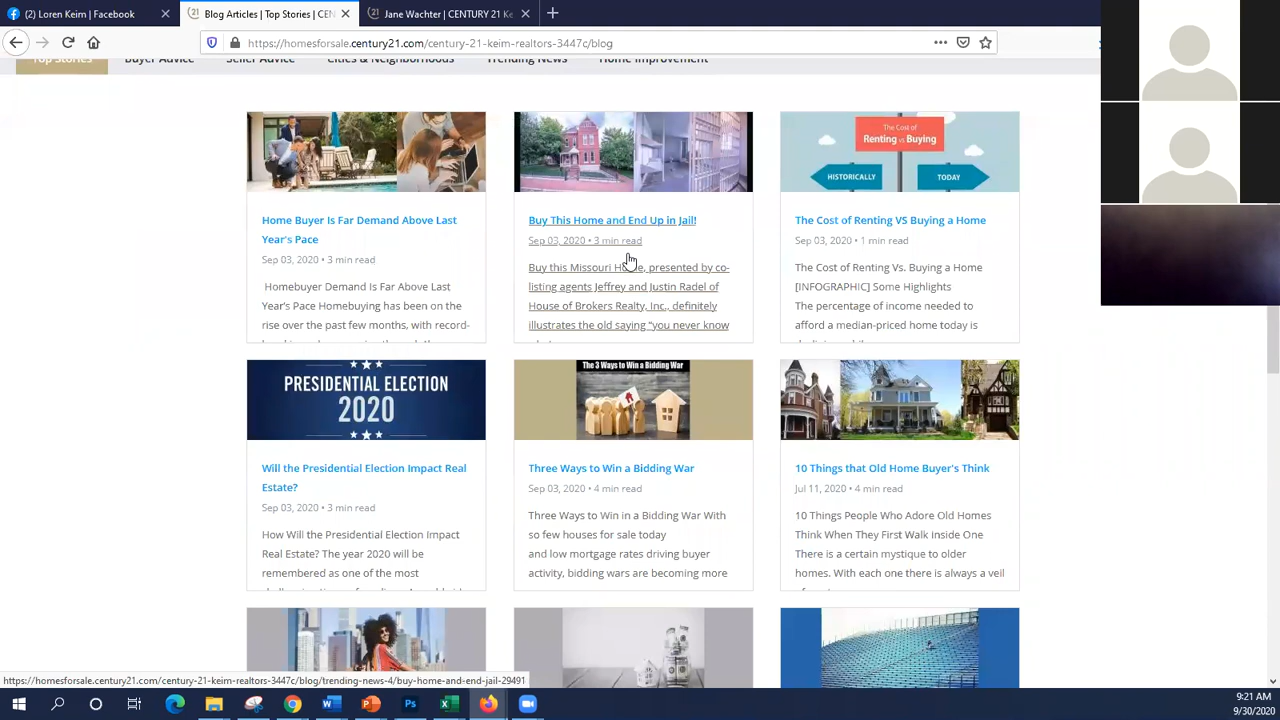 (2) Loren Keim | Facebook
Blog Articles | Top Stories | CEN
Jane Wachter | CENTURY 21 Ke
https://homesforsale.century21.com/century-21-keim-realtors-3447c/blog
Top Stories
Buyer Advice
Seller Advice
Cities & Neighborhoods
Trending News
Home Improvement
The Cost of
Renting vs Buying
HISTORICALLY
TODAY
Home Buyer Is Far Demand Above Last
Year's Pace
Sep 03, 2020 • 3 min read
Homebuyer Demand Is Far Above Last
Year's Pace Homebuying has been on the
rise over the past few months, with record-
Buy This Home and End Up in Jail!
Sep 03, 2020 • 3 min read
Buy this Missouri Home, presented by co-
listing agents Jeffrey and Justin Radel of
House of Brokers Realty, Inc., definitely
illustrates the old saying "you never know
The Cost of Renting VS Buying a Home
Sep 03, 2020 • 1 min read
The Cost of Renting Vs. Buying a Home
[INFOGRAPHIC] Some Highlights
The percentage of income needed to
afford a median-priced home today is
PRESIDENTIAL ELECTION
2020
Will the Presidential Election Impact Real
Estate?
Sep 03, 2020 • 3 min read
How Will the Presidential Election Impact
Real Estate? The year 2020 will be
remembered as one of the most
The 3 Ways to Win a Bidding War
Three Ways to Win a Bidding War
Sep 03, 2020 • 4 min read
Three Ways to Win in a Bidding War With
so few houses for sale today
and low mortgage rates driving buyer
activity, bidding wars are becoming more
10 Things that Old Home Buyer's Think
Jul 11, 2020 • 4 min read
10 Things People Who Adore Old Homes
Think When They First Walk Inside One
There is a certain mystique to older
homes. With each one there is always a veil
https://homesforsale.century21.com/century-21-keim-realtors-3447c/blog/trending-news-4/buy-home-and-end-jail-29491
9:21 AM
9/30/2020